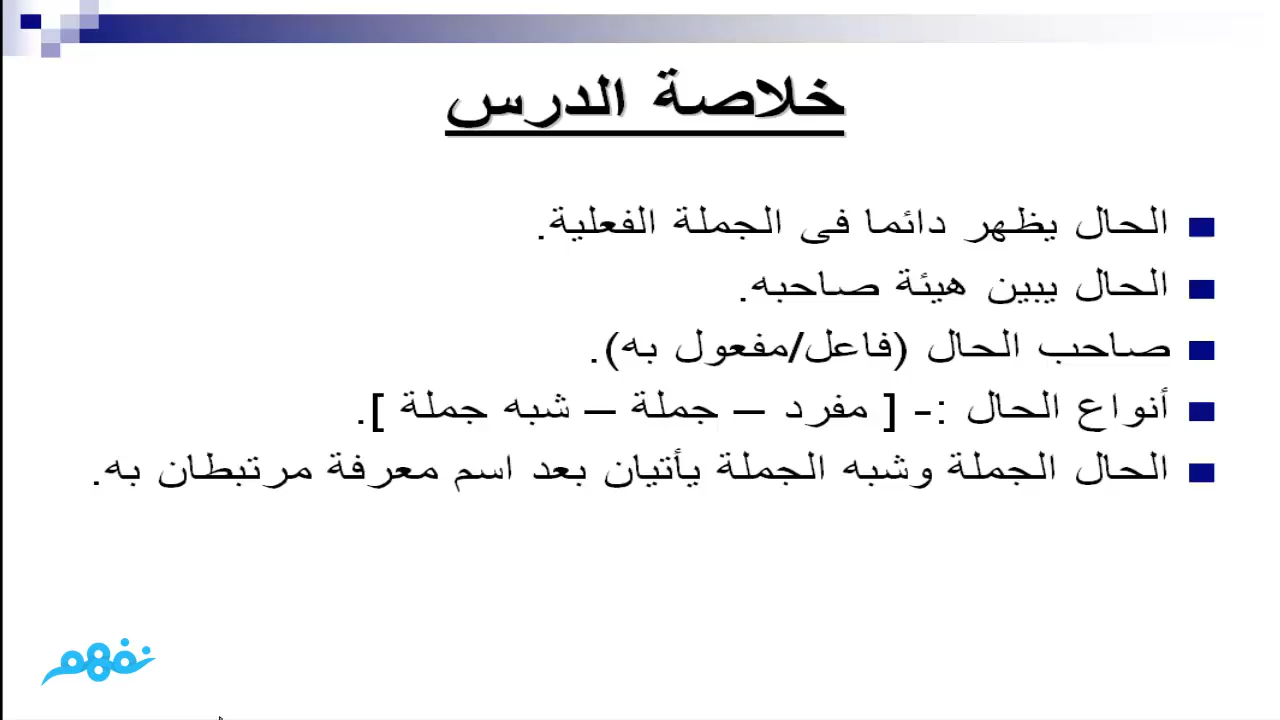 خلاصة الدرس
الحال يظهر دائما فى الجملة الفعلية.
الحال يبين هيئة صاحبه.
صاحب الحال (فاعل/مفعول به).
أنواع الحال :- [ مفرد – جملة – شبه جملة ].
الحال الجملة وشبه الجملة يأتيان بعد اسم معرفة مرتبطان به.
نفهم